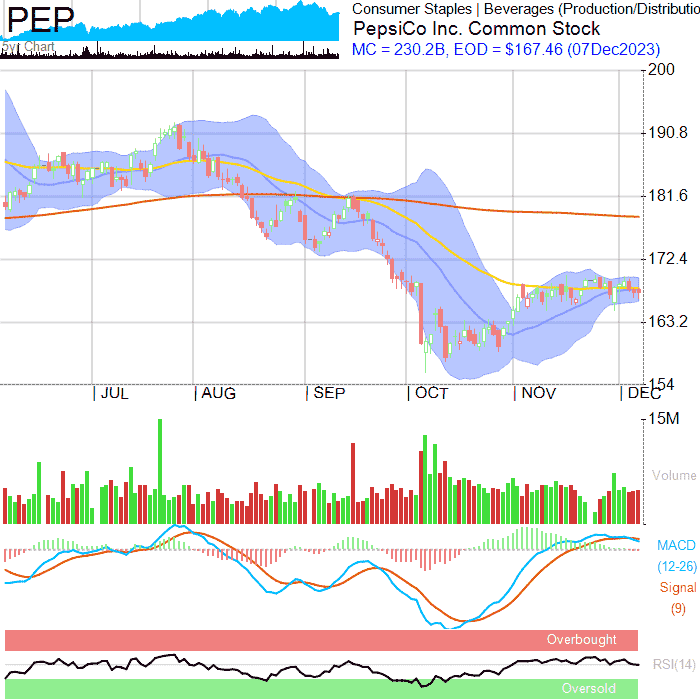 PEP
5yr Chart
Consumer Staples | Beverages (Production/Distributio
PepsiCo Inc. Common Stock
MC = 230.2B, EOD = $167.46 (07Dec2023)
200
190.8
181.6
172.4
163.2
154
JUL AUG SEP OCT NOV DEC
15M
Volume
MACD
(12-26)
Signal
(9)
Overbought
RSI(14)
Oversold